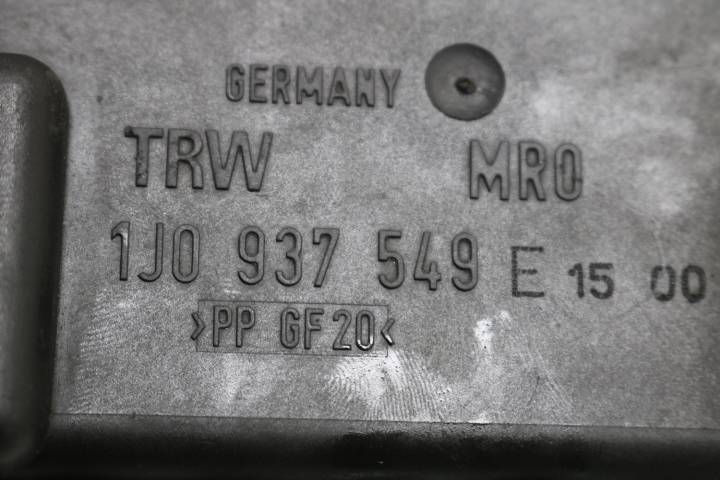 GERMANY
TRW MRO
1J0 937 549 E 15 00
>PP GF20<